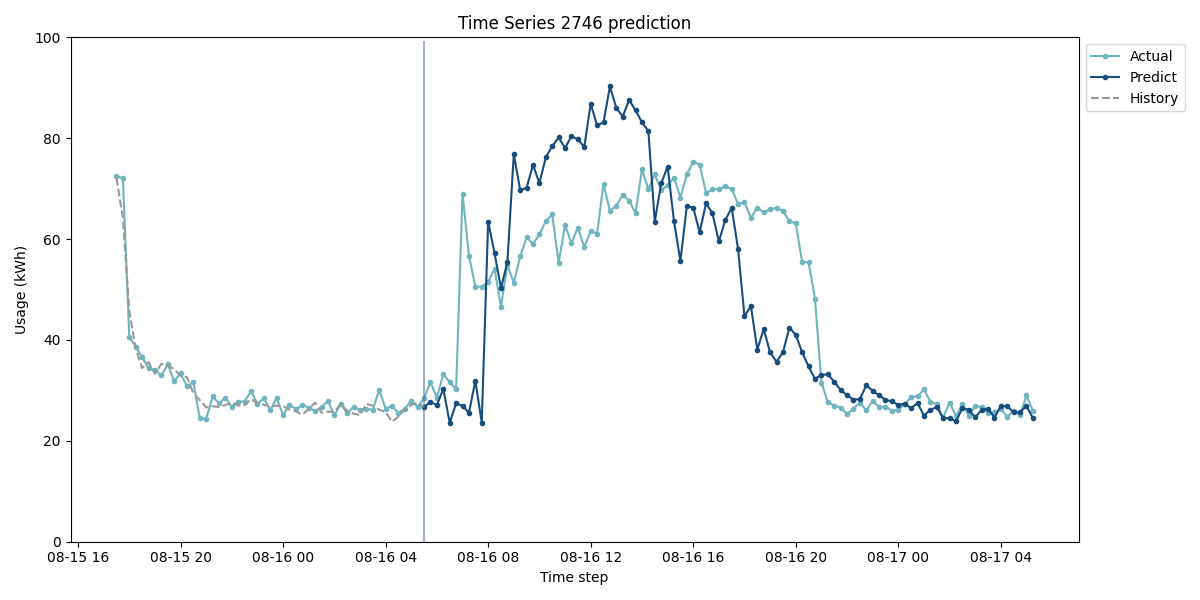 Time Series 2746 prediction
Usage (kWh)
100
80
60
40
20
0
08-15 16
08-15 20
08-16 00
08-16 04
08-16 08
08-16 12
08-16 16
08-16 20
08-17 00
08-17 04
Time step
Actual
Predict
History